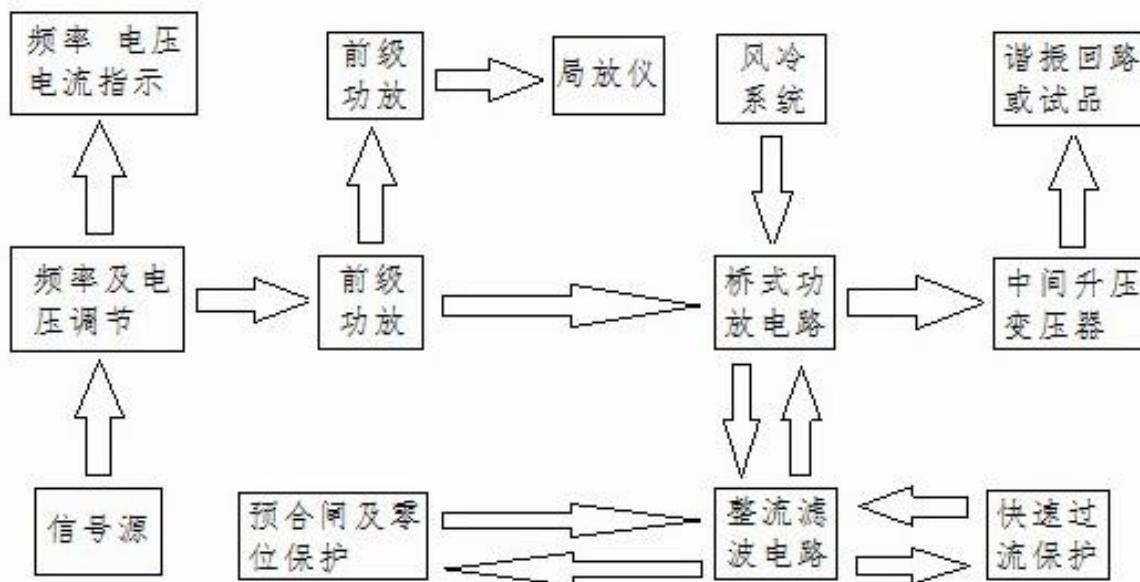 频率 电压
电流指示
前级
功放
局放仪
风冷
系统
谐振回路
或试品
频率及电
压调节
前级
功放
桥式功
放电路
中间升压
变压器
信号源
预合闸及零
位保护
整流滤
波电路
快速过
流保护